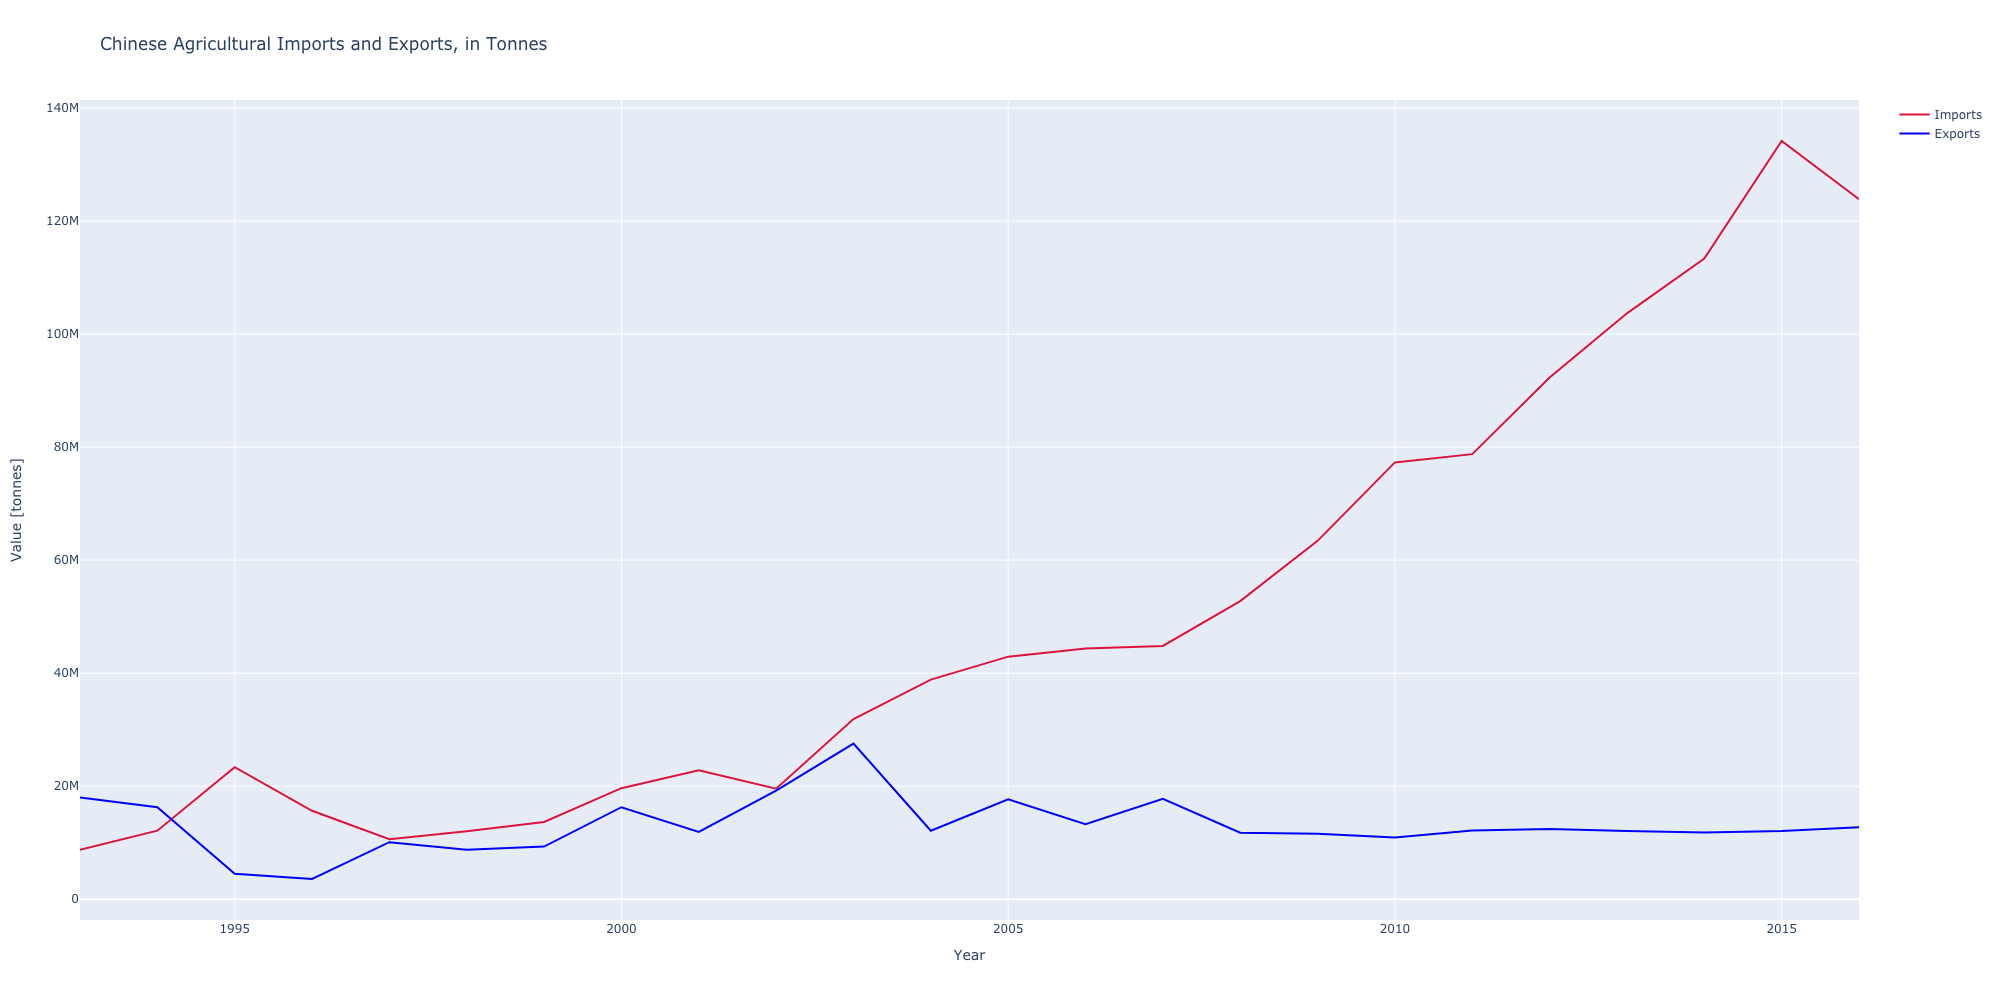 Chinese Agricultural Imports and Exports, in Tonnes
140M
120M
100M
80M
60M
40M
20M
0
Value [tonnes]
1995
2000
2005
2010
2015
Year
Imports
Exports